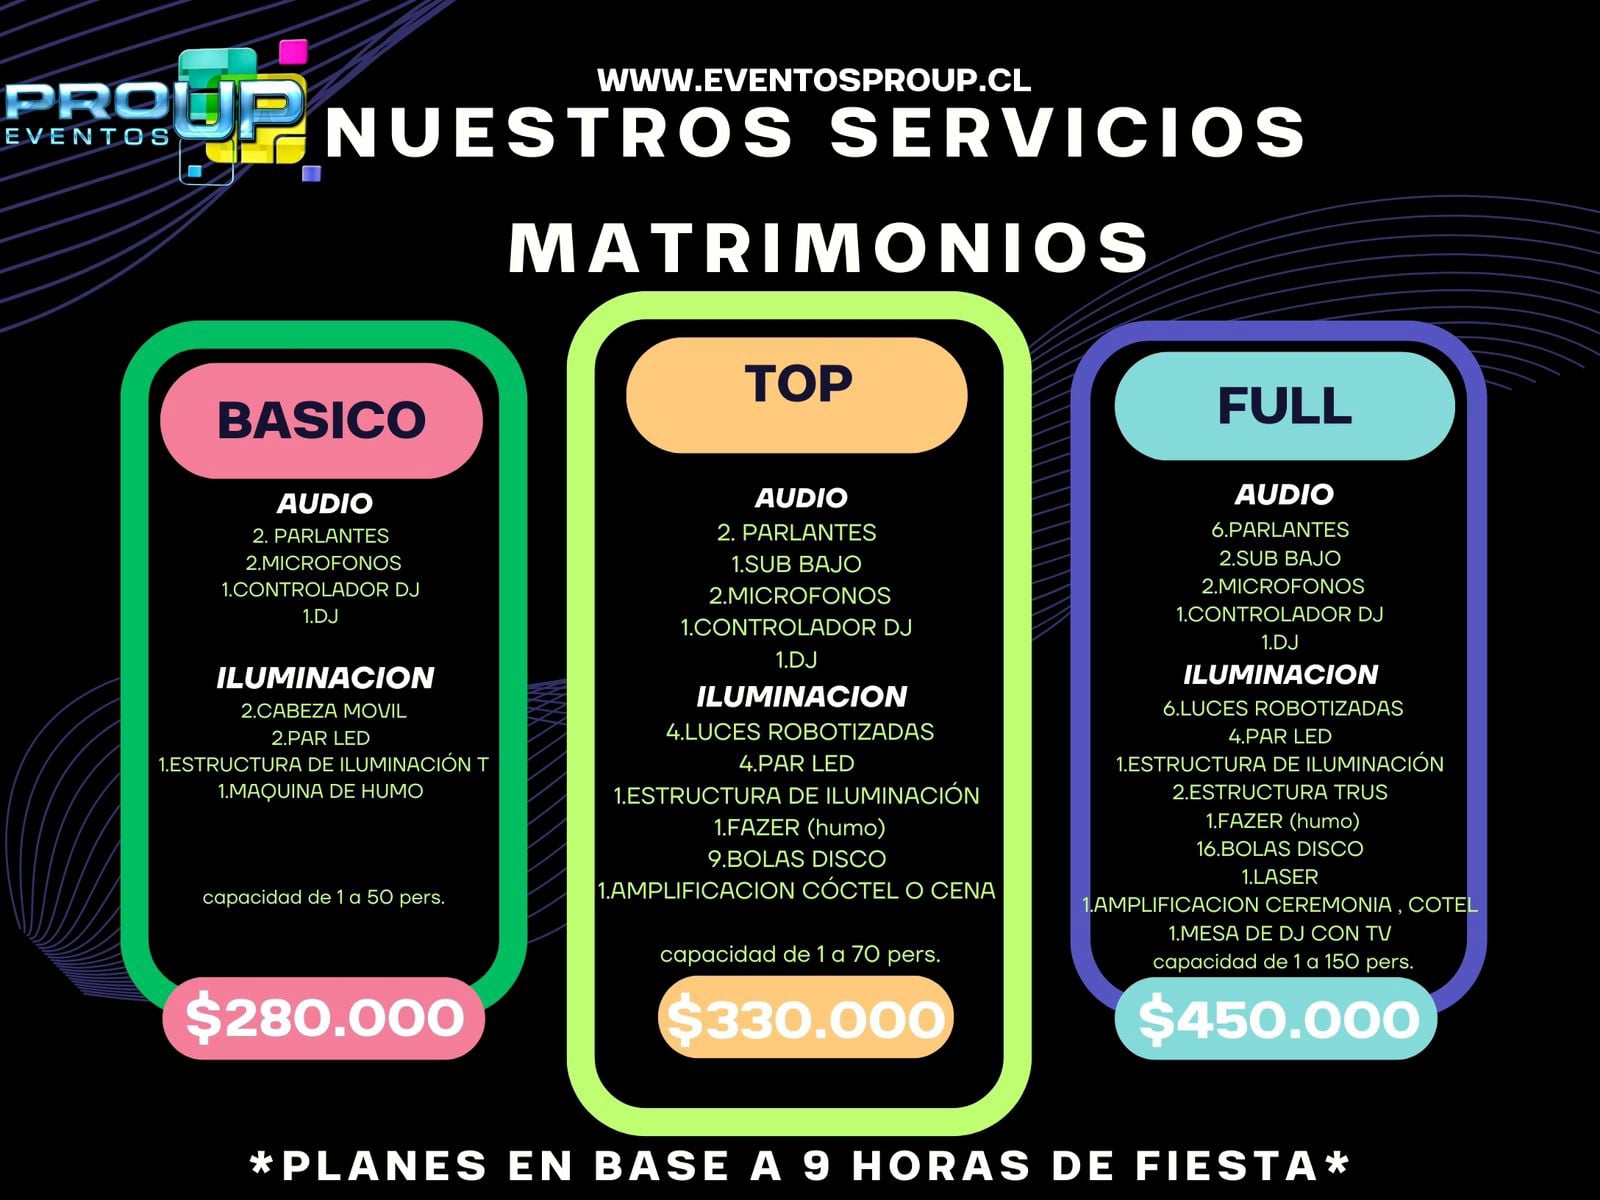 PROUP
EVENTOS
WWW.EVENTOSPROUP.CL
NUESTROS SERVICIOS
MATRIMONIOS
BASICO
AUDIO
2. PARLANTES
2.MICROFONOS
1.CONTROLADOR DJ
1.DJ
ILUMINACION
2.CABEZA MOVIL
2.PAR LED
1.ESTRUCTURA DE ILUMINACIÓN T
1.MAQUINA DE HUMO
capacidad de 1 a 50 pers.
$280.000
TOP
AUDIO
2. PARLANTES
1.SUB BAJO
2.MICROFONOS
1.CONTROLADOR DJ
1.DJ
ILUMINACION
4.LUCES ROBOTIZADAS
4.PAR LED
1.ESTRUCTURA DE ILUMINACIÓN
1.FAZER (humo)
9.BOLAS DISCO
1.AMPLIFICACION CÓCTEL O CENA
capacidad de 1 a 70 pers.
$330.000
FULL
AUDIO
6.PARLANTES
2.SUB BAJO
2.MICROFONOS
1.CONTROLADOR DJ
1.DJ
ILUMINACION
6.LUCES ROBOTIZADAS
4.PAR LED
1.ESTRUCTURA DE ILUMINACIÓN
2.ESTRUCTURA TRUS
1.FAZER (humo)
16.BOLAS DISCO
1.LASER
1.AMPLIFICACION CEREMONIA , COTEL
1.MESA DE DJ CON TV
capacidad de 1 a 150 pers.
$450.000
*PLANES EN BASE A 9 HORAS DE FIESTA*